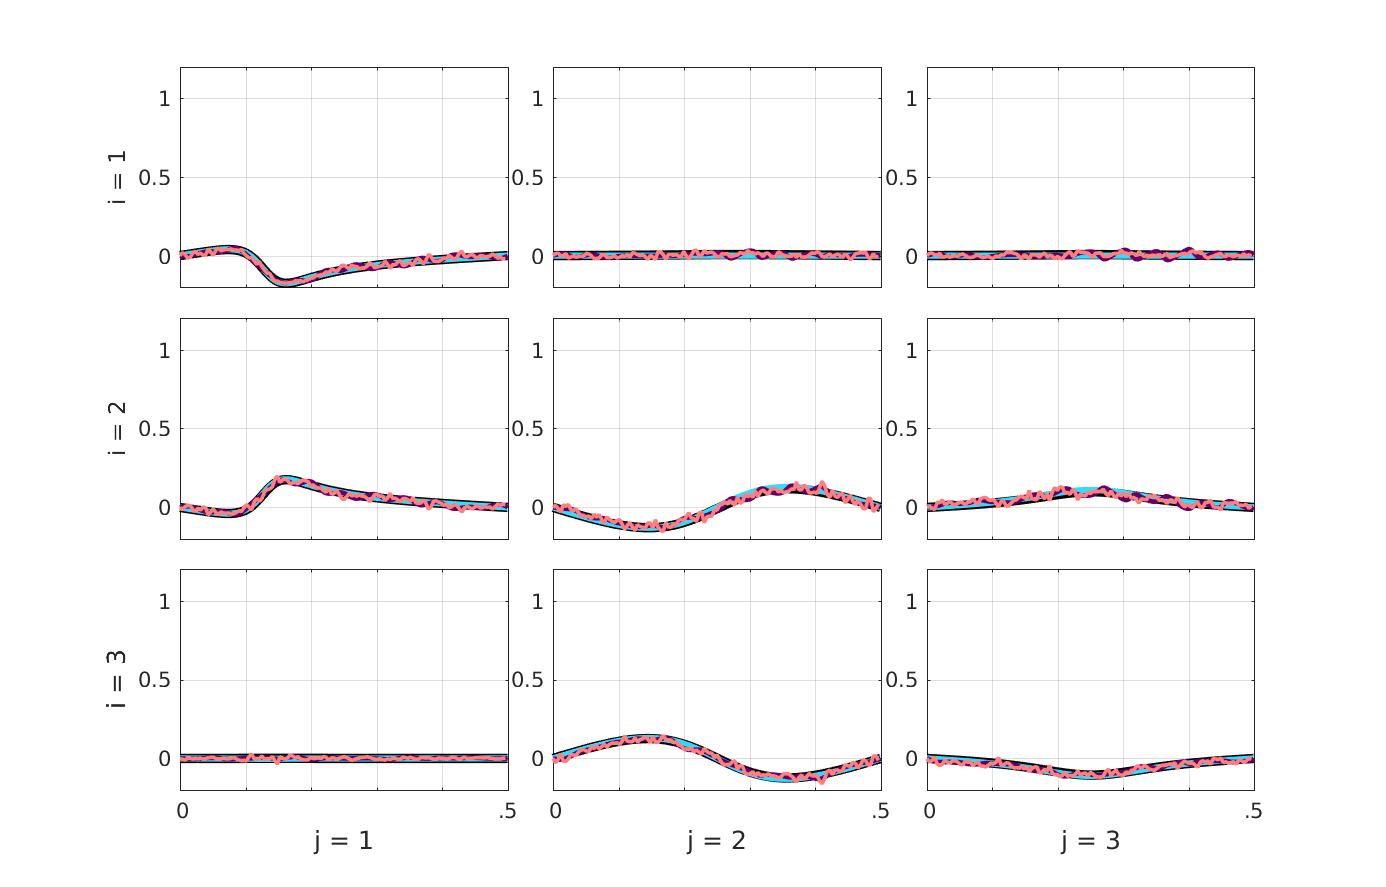 1 1 1
i = 1 0.5 0.5 0.5
0 0 0
1 1 1
i = 2 0.5 0.5 0.5
0 0 0
1 1 1
i = 3 0.5 0.5 0.5
0 0 0
0 .5 0 .5 0 .5
j = 1 j = 2 j = 3